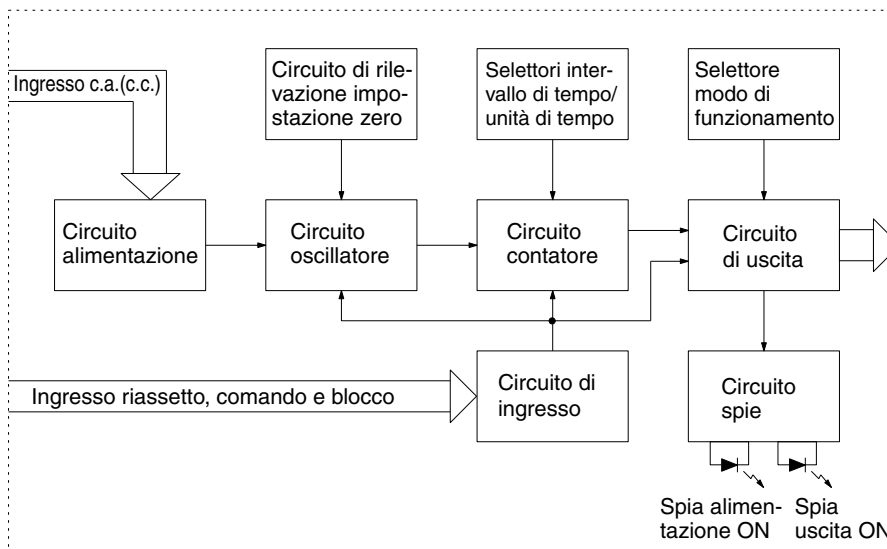 Ingresso c.a.(c.c.)
Circuito di rile-
vazione impo-
stazione zero
Selettori inter-
vallo di tempo/
unità di tempo
Selettore
modo di
funzionamento
Circuito
alimentazione
Circuito
oscillatore
Circuito
contatore
Circuito
di uscita
Ingresso riassetto, comando e blocco
Circuito di
ingresso
Circuito
spie
Spia alimen-
tazione ON
Spia
uscita ON